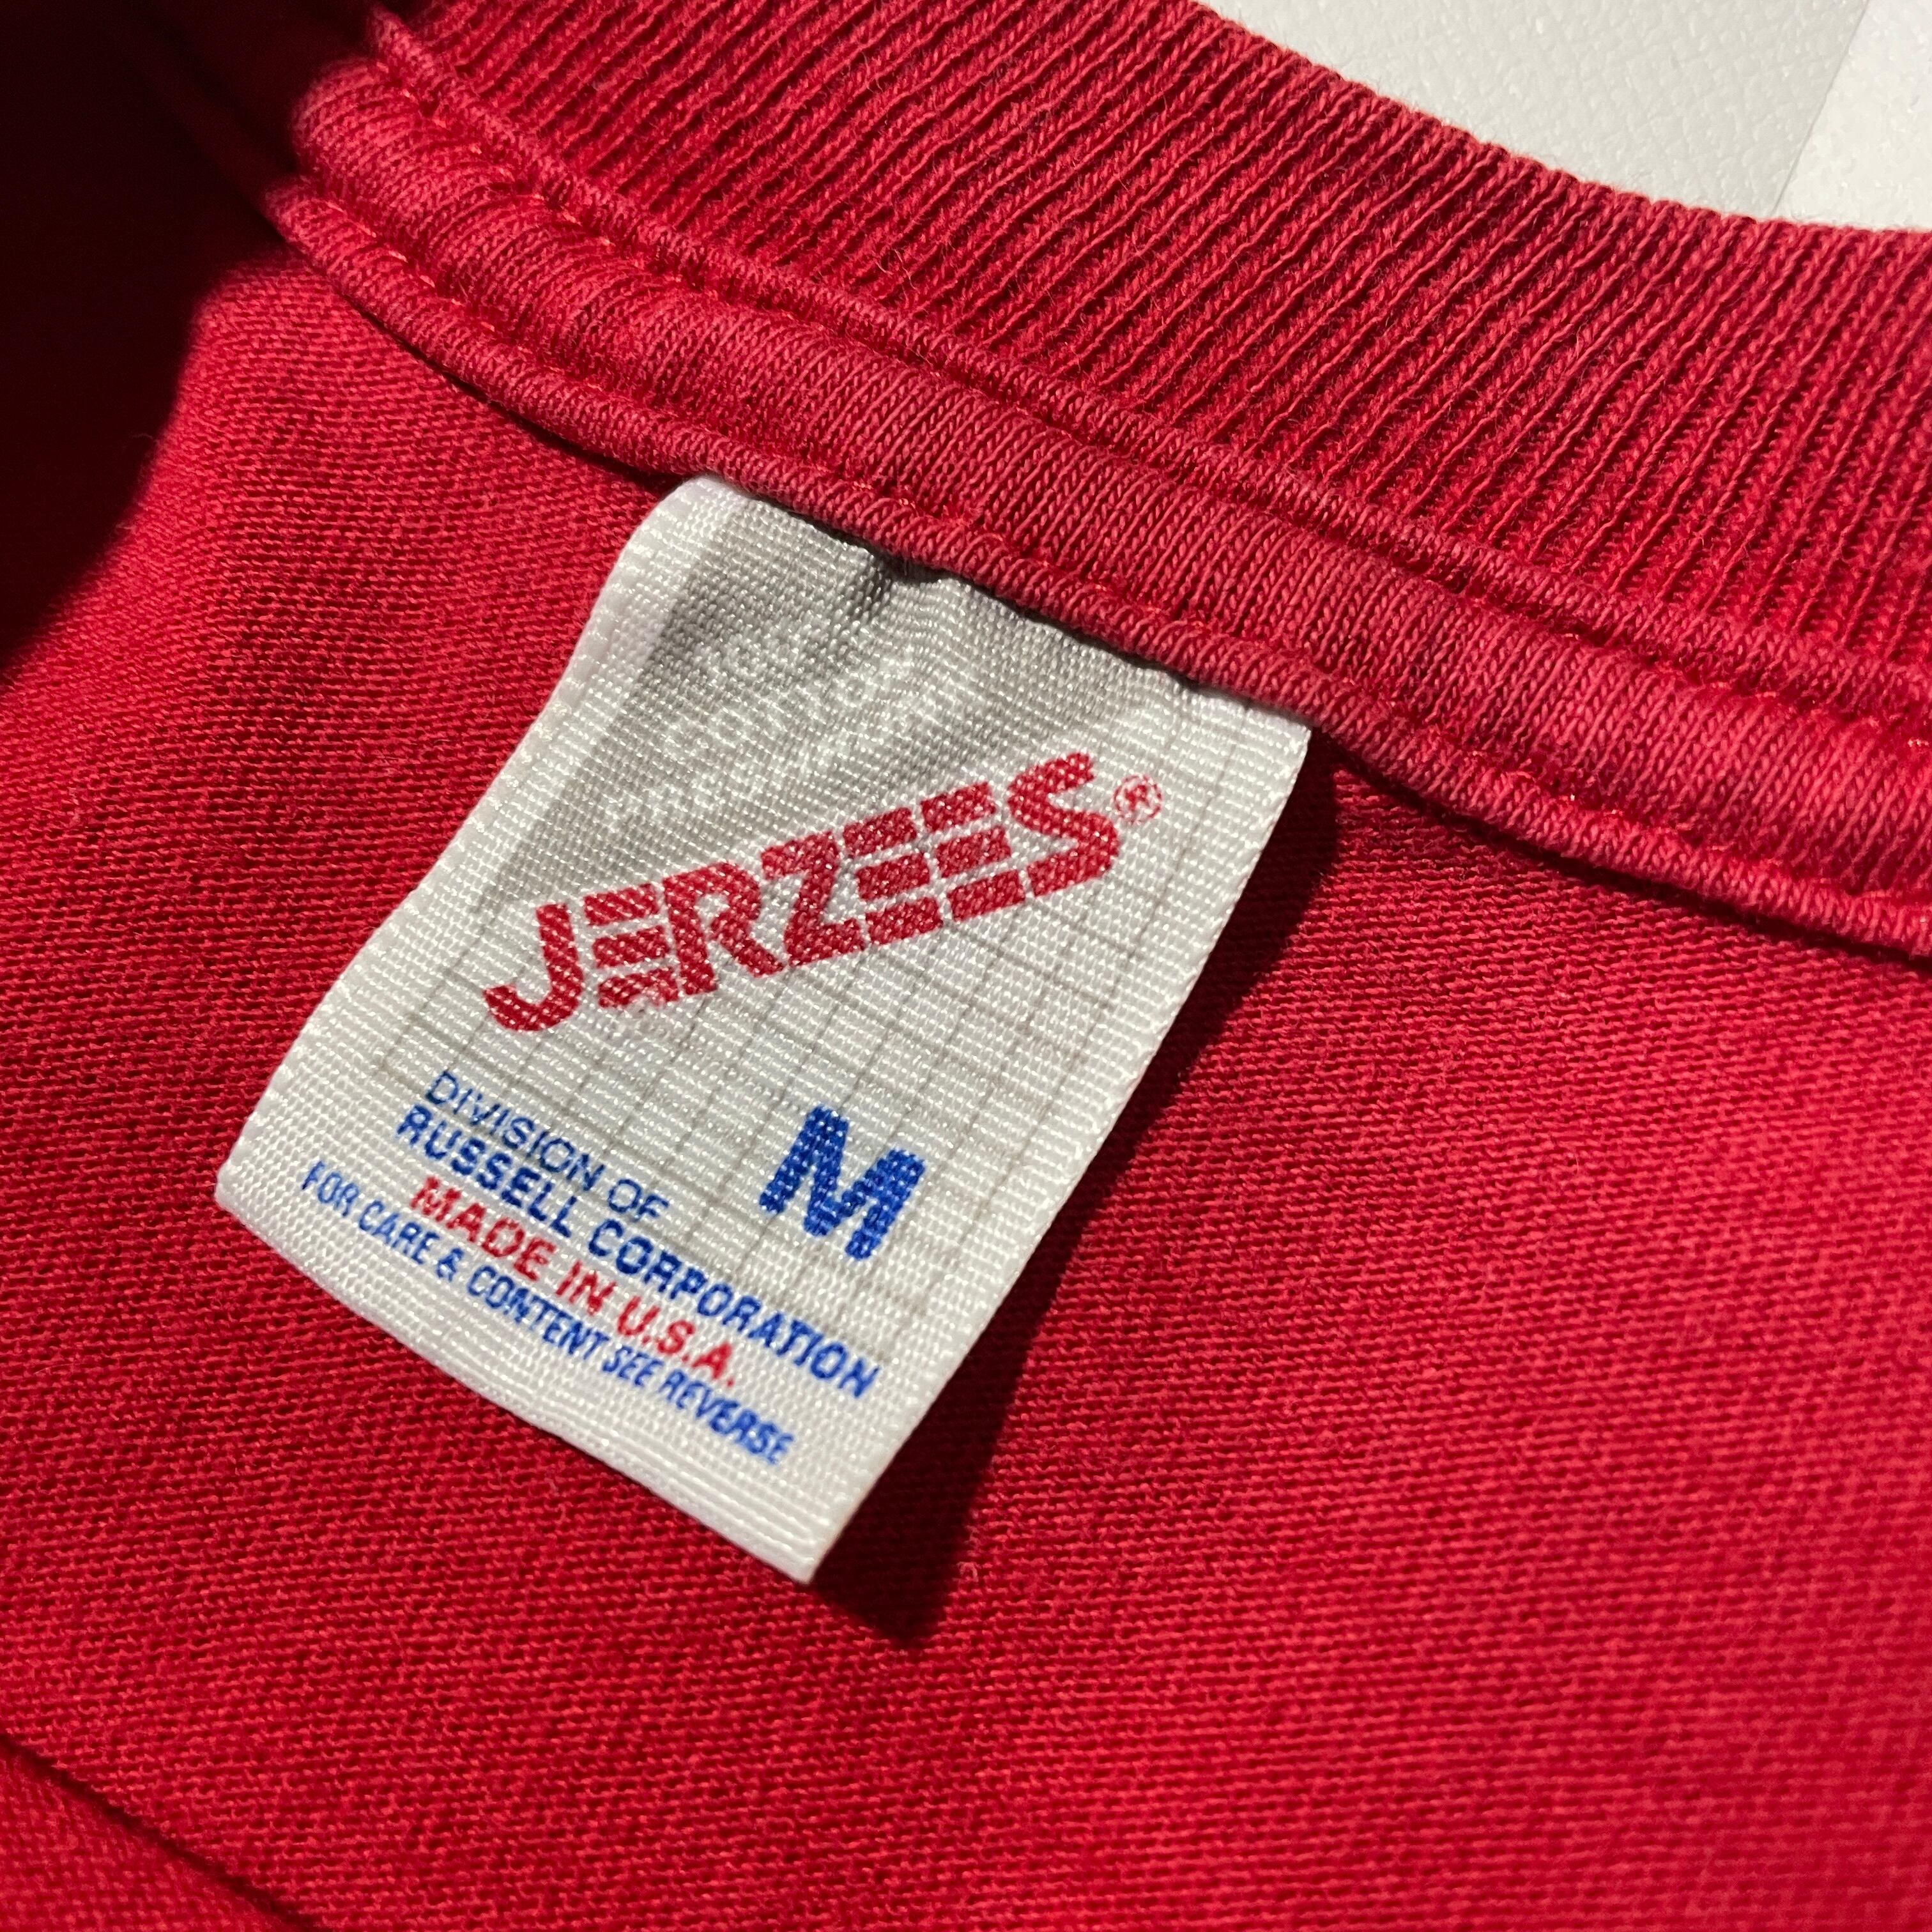 JERZEES®
M
DIVISION OF
RUSSELL CORPORATION
MADE IN U.S.A.
FOR CARE & CONTENT SEE REVERSE